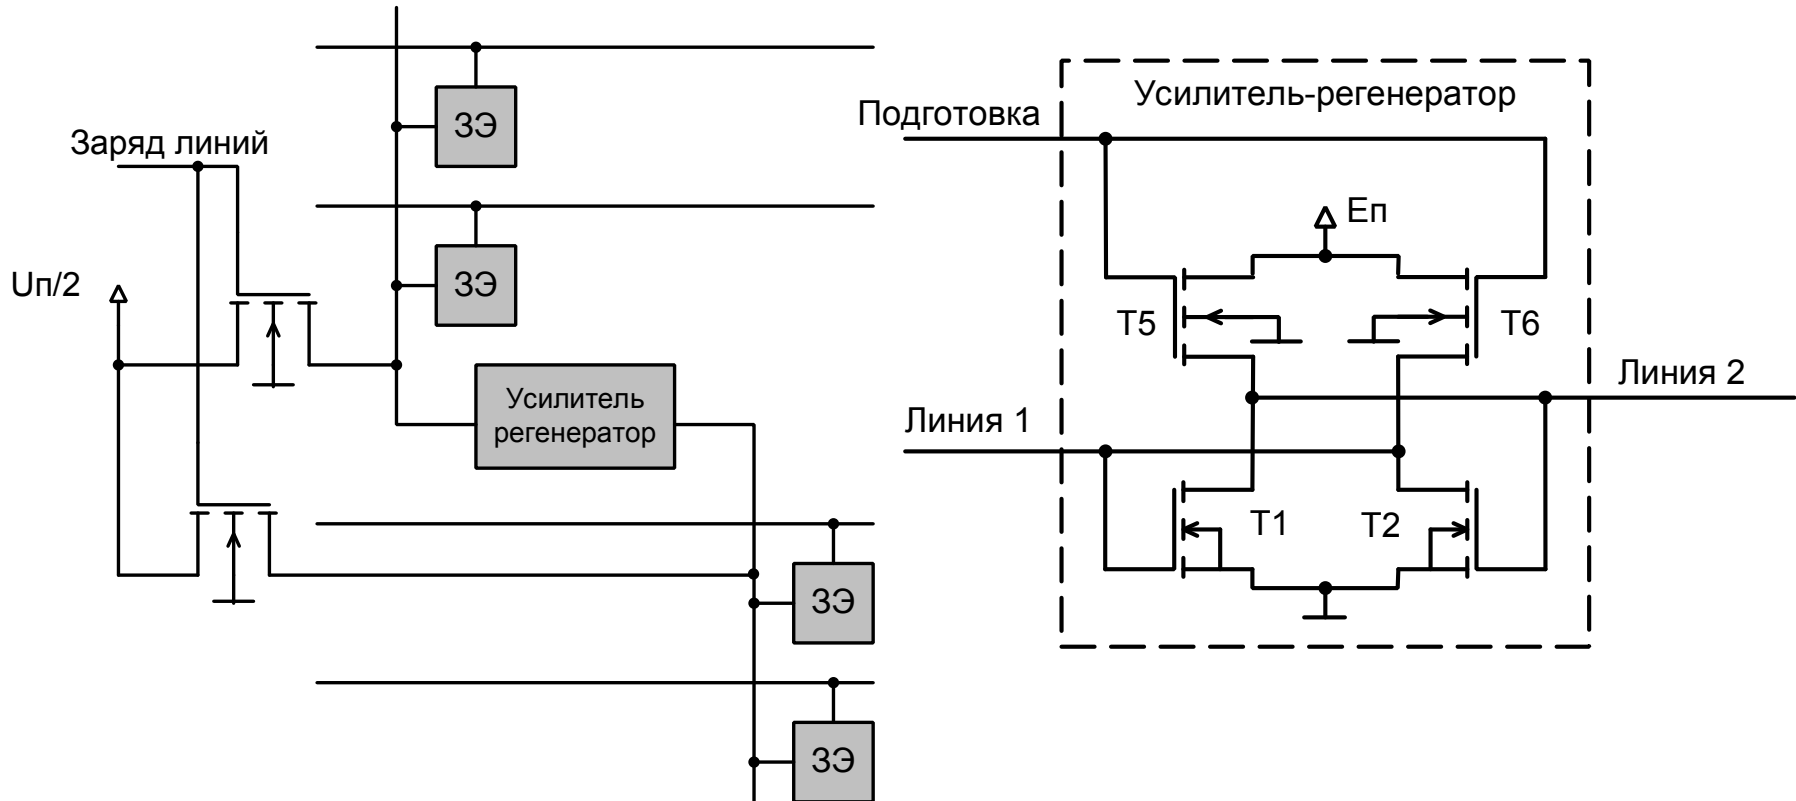 Заряд линий
Uп/2
ЗЭ
ЗЭ
Усилитель
регенератор
ЗЭ
ЗЭ
Усилитель-регенератор
Подготовка
Еп
Т5
Т6
Линия 2
Линия 1
Т1
Т2